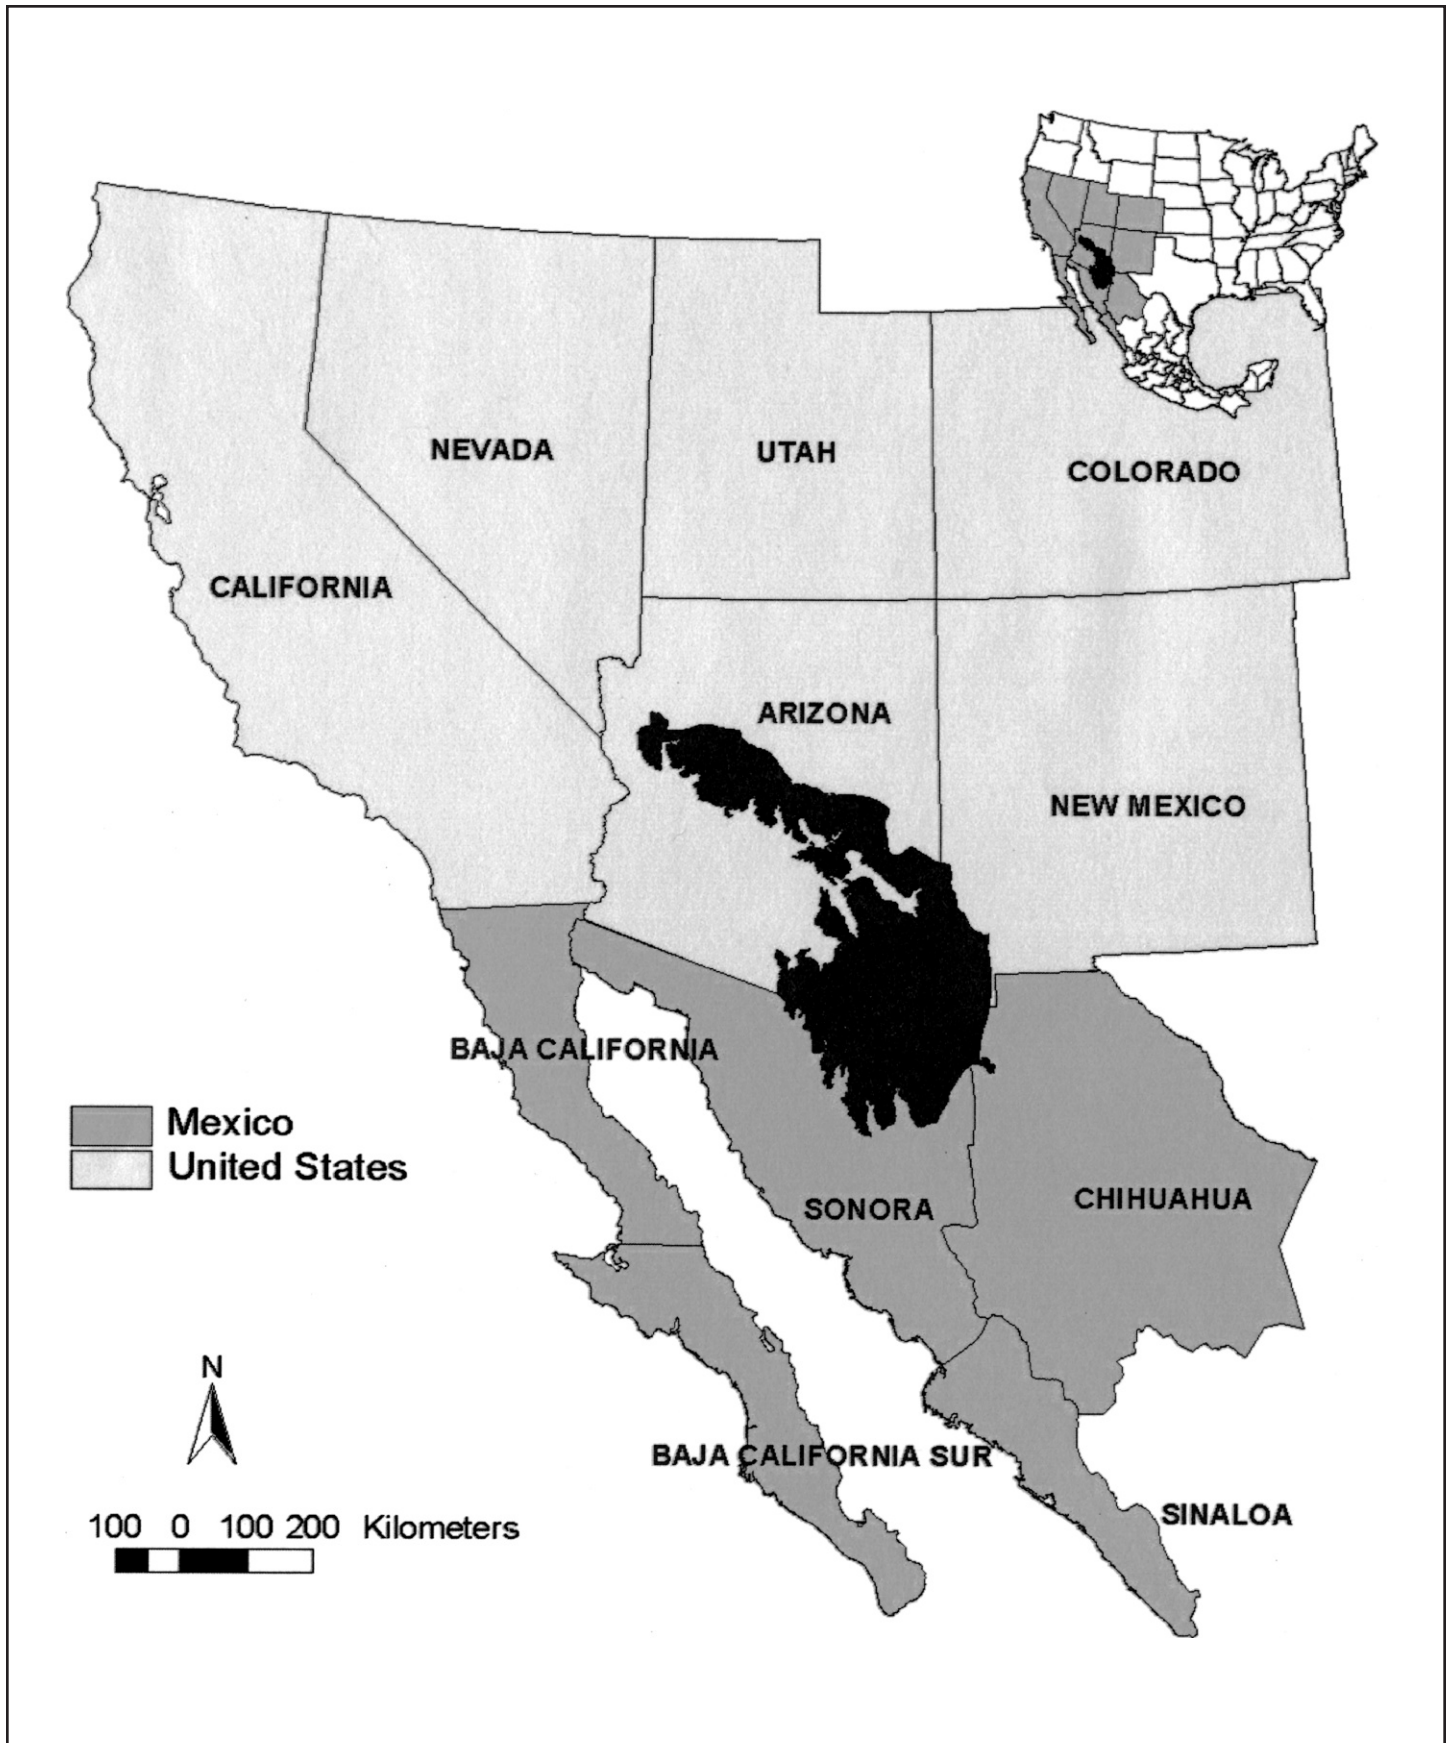 NEVADA
UTAH
COLORADO
CALIFORNIA
ARIZONA
NEW MEXICO
BAJA CALIFORNIA
Mexico
United States
SONORA
CHIHUAHUA
N
BAJA CALIFORNIA SUR
SINALOA
100 0 100 200 Kilometers